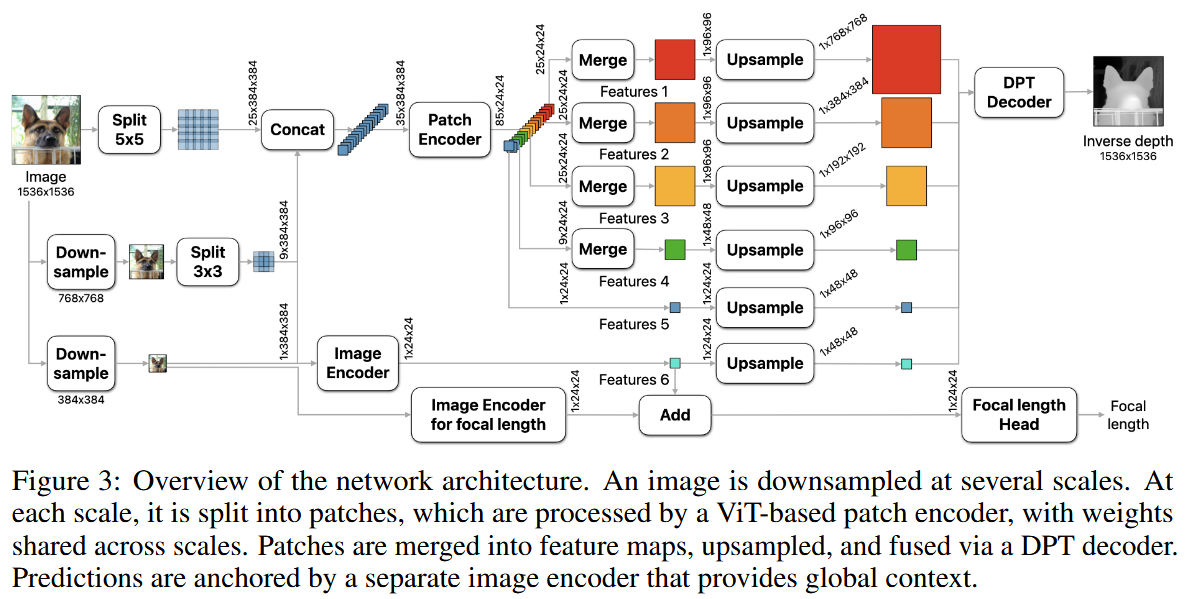 Image
1536x1536
Split
5x5
25x384x384
Concat
35x384x384
Patch
Encoder
85x24x24
Down-
sample
768x768
Split
3x3
9x384x384
Down-
sample
384x384
1x384x384
Image
Encoder
1x24x24
Image Encoder
for focal length
1x24x24
25x24x24
Merge
Features 1
1x96x96
Upsample
1x768x768
25x24x24
Merge
Features 2
1x96x96
Upsample
1x384x384
25x24x24
Merge
Features 3
1x96x96
Upsample
1x192x192
9x24x24
Merge
Features 4
1x48x48
Upsample
1x96x96
1x24x24
Features 5
1x24x24
Upsample
1x48x48
Features 6
1x24x24
Upsample
1x48x48
Add
DPT
Decoder
Inverse depth
1536x1536
1x24x24
Focal length
Head
Focal
length
Figure 3: Overview of the network architecture. An image is downsampled at several scales. At
each scale, it is split into patches, which are processed by a ViT-based patch encoder, with weights
shared across scales. Patches are merged into feature maps, upsampled, and fused via a DPT decoder.
Predictions are anchored by a separate image encoder that provides global context.